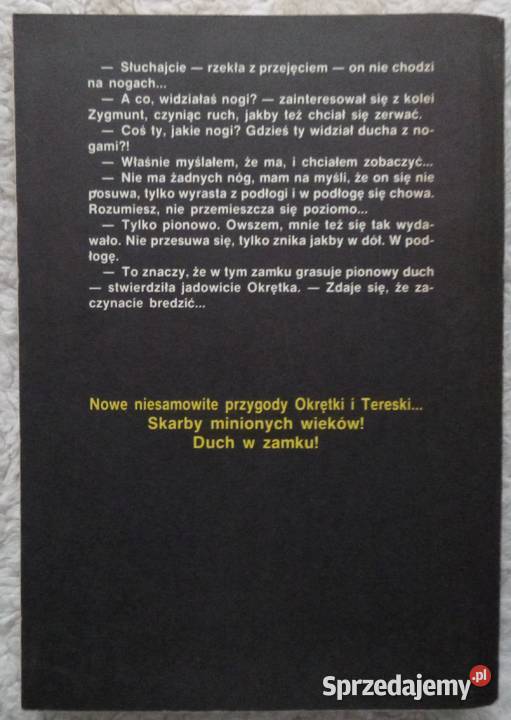 — Słuchajcie — rzekła z przejęciem — on nie chodzi
na nogach...
— A co, widziałaś nogi? — zainteresował się z kolei
Zygmunt, czyniąc ruch, jakby też chciał się zerwać.
— Coś ty, jakie nogi? Gdzieś ty widział ducha z no-
gami?!
— Właśnie myślałem, że ma, i chciałem zobaczyć...
— Nie ma żadnych nóg, mam na myśli, że on się nie
posuwa, tylko wyrasta z podłogi i w podłogę się chowa.
Rozumiesz, nie przemieszcza się poziomo...
— Tylko pionowo. Owszem, mnie też się tak wyda-
wało. Nie przesuwa się, tylko znika jakby w dół. W pod-
łogę.
— To znaczy, że w tym zamku grasuje pionowy duch
— stwierdziła jadowicie Okrętka. — Zdaje się, że za-
czynacie bredzić...
Nowe niesamowite przygody Okrętki i Tereski...
Skarby minionych wieków!
Duch w zamku!
Sprzedajemy.pl